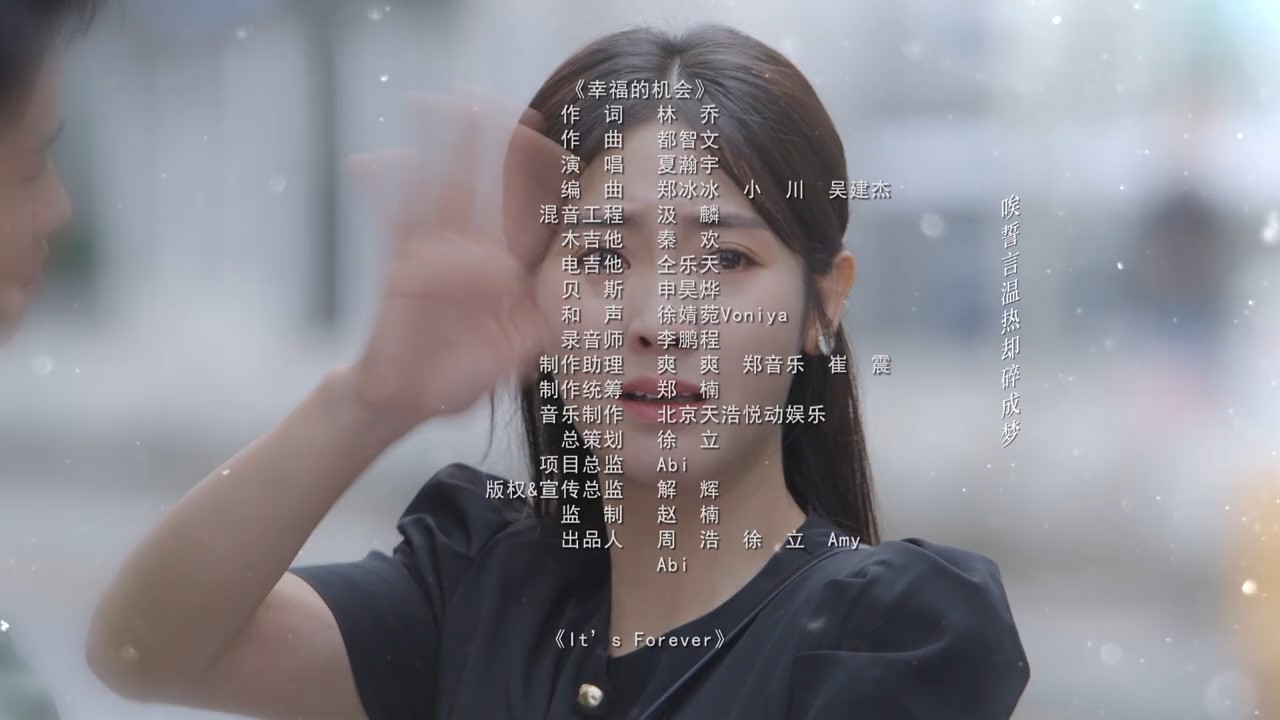 《幸福的机会》
作 词 林 乔
作 曲 都智文
演 唱 夏瀚宇
编 曲 郑冰冰 小 川 吴建杰
混音工程 汲 麟
木吉他 秦 欢
电吉他 仝乐天
贝 斯 申昊烨
和 声 徐婧菀Voniya
录音师 李鹏程
制作助理 爽 爽 郑音乐 崔 震
制作统筹 郑 楠
音乐制作 北京天浩悦动娱乐
总策划 徐 立
项目总监 Abi
版权&宣传总监 解 辉
监 制 赵 楠
出品人 周 浩 徐 立 Amy
Abi
《It’s Forever》
唉誓言温热却碎成梦